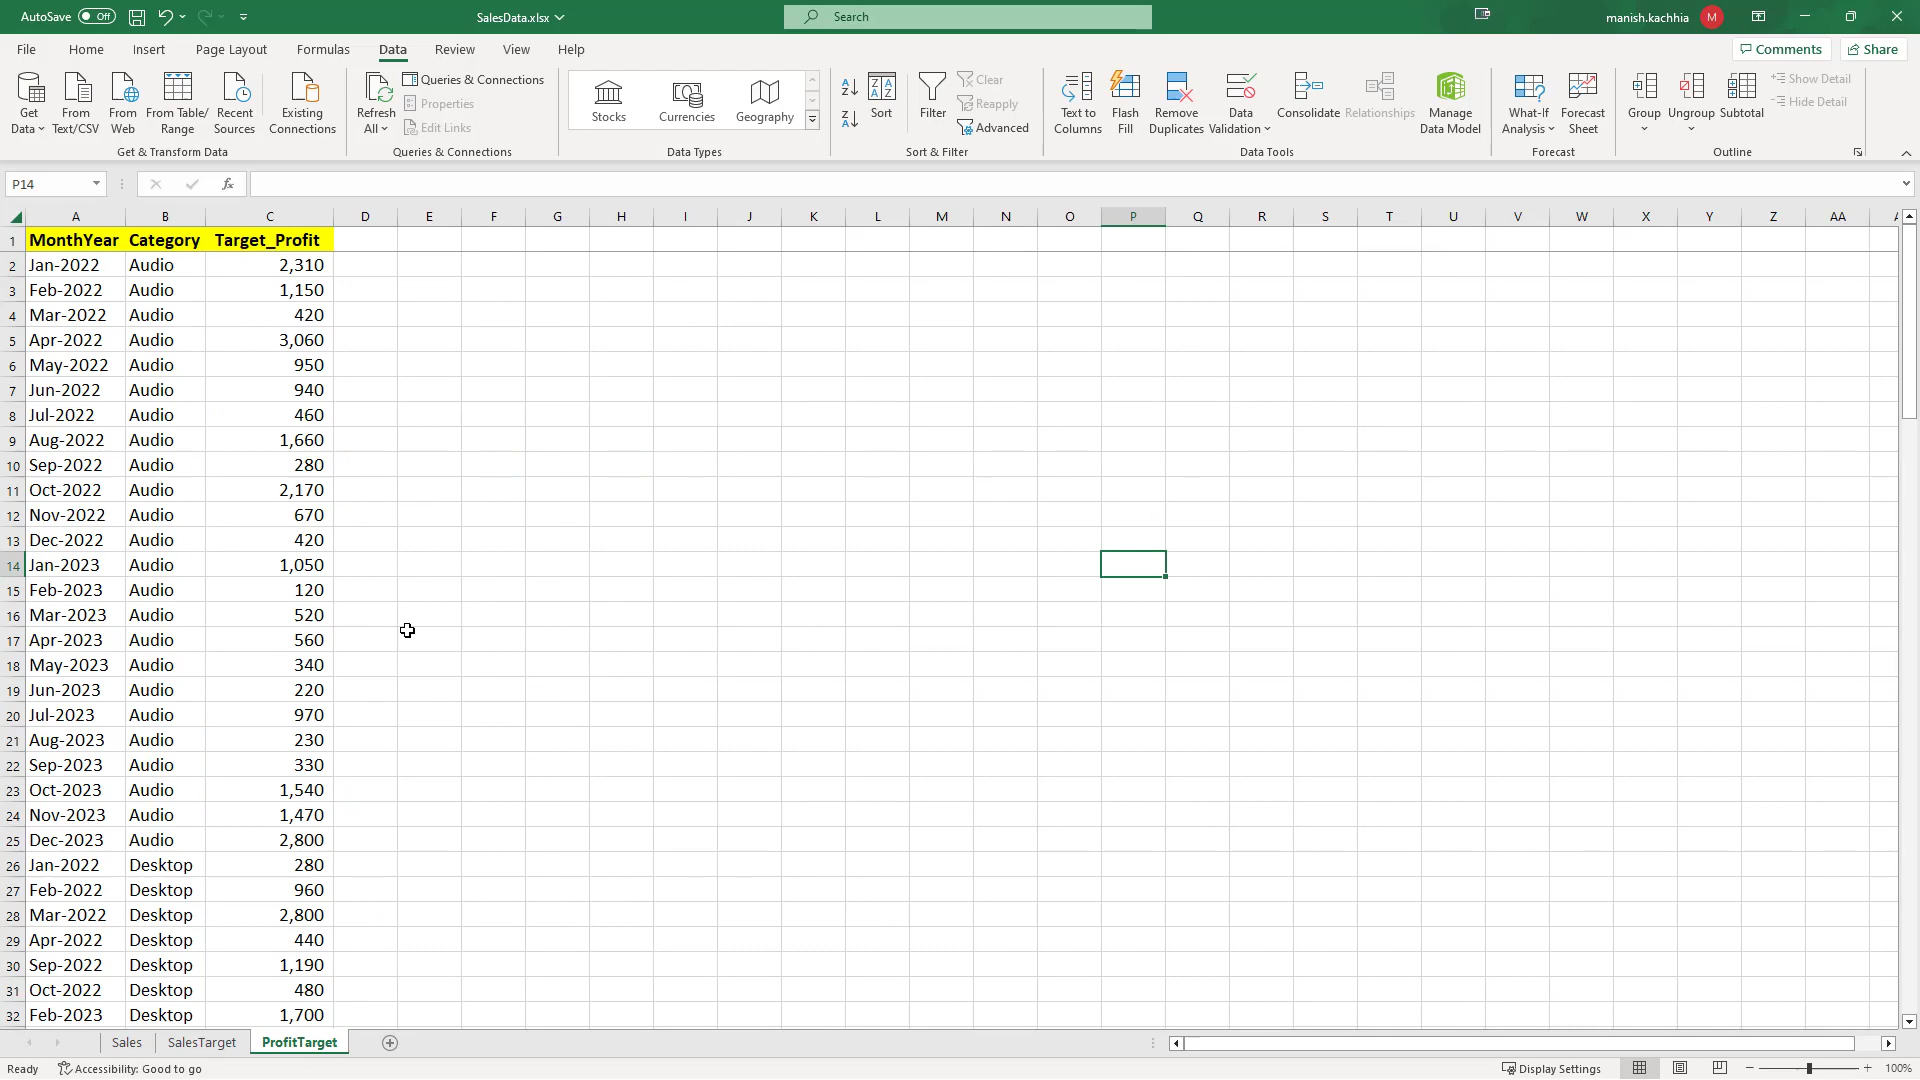 AutoSave Off SalesData.xlsx Search manish.kachhia M
File Home Insert Page Layout Formulas Data Review View Help Comments Share
Get Data From Text/CSV From Web From Table/ Range Recent Sources Existing Connections
Get & Transform Data
Refresh All Queries & Connections
Properties
Edit Links
Queries & Connections
Stocks Currencies Geography
Data Types
Sort Filter Clear
Reapply
Advanced
Sort & Filter
Text to Columns Flash Fill Remove Duplicates Data Validation Consolidate Relationships Manage Data Model
Data Tools
What-If Analysis Forecast Sheet
Forecast
Group Ungroup Subtotal Show Detail
Hide Detail
Outline
P14 fx
A B C D E F G H I J K L M N O P Q R S T U V W X Y Z AA
1 MonthYear Category Target_Profit
2 Jan-2022 Audio 2,310
3 Feb-2022 Audio 1,150
4 Mar-2022 Audio 420
5 Apr-2022 Audio 3,060
6 May-2022 Audio 950
7 Jun-2022 Audio 940
8 Jul-2022 Audio 460
9 Aug-2022 Audio 1,660
10 Sep-2022 Audio 280
11 Oct-2022 Audio 2,170
12 Nov-2022 Audio 670
13 Dec-2022 Audio 420
14 Jan-2023 Audio 1,050
15 Feb-2023 Audio 120
16 Mar-2023 Audio 520
17 Apr-2023 Audio 560
18 May-2023 Audio 340
19 Jun-2023 Audio 220
20 Jul-2023 Audio 970
21 Aug-2023 Audio 230
22 Sep-2023 Audio 330
23 Oct-2023 Audio 1,540
24 Nov-2023 Audio 1,470
25 Dec-2023 Audio 2,800
26 Jan-2022 Desktop 280
27 Feb-2022 Desktop 960
28 Mar-2022 Desktop 2,800
29 Apr-2022 Desktop 440
30 Sep-2022 Desktop 1,190
31 Oct-2022 Desktop 480
32 Feb-2023 Desktop 1,700
Sales SalesTarget ProfitTarget
Ready Accessibility: Good to go Display Settings 100%